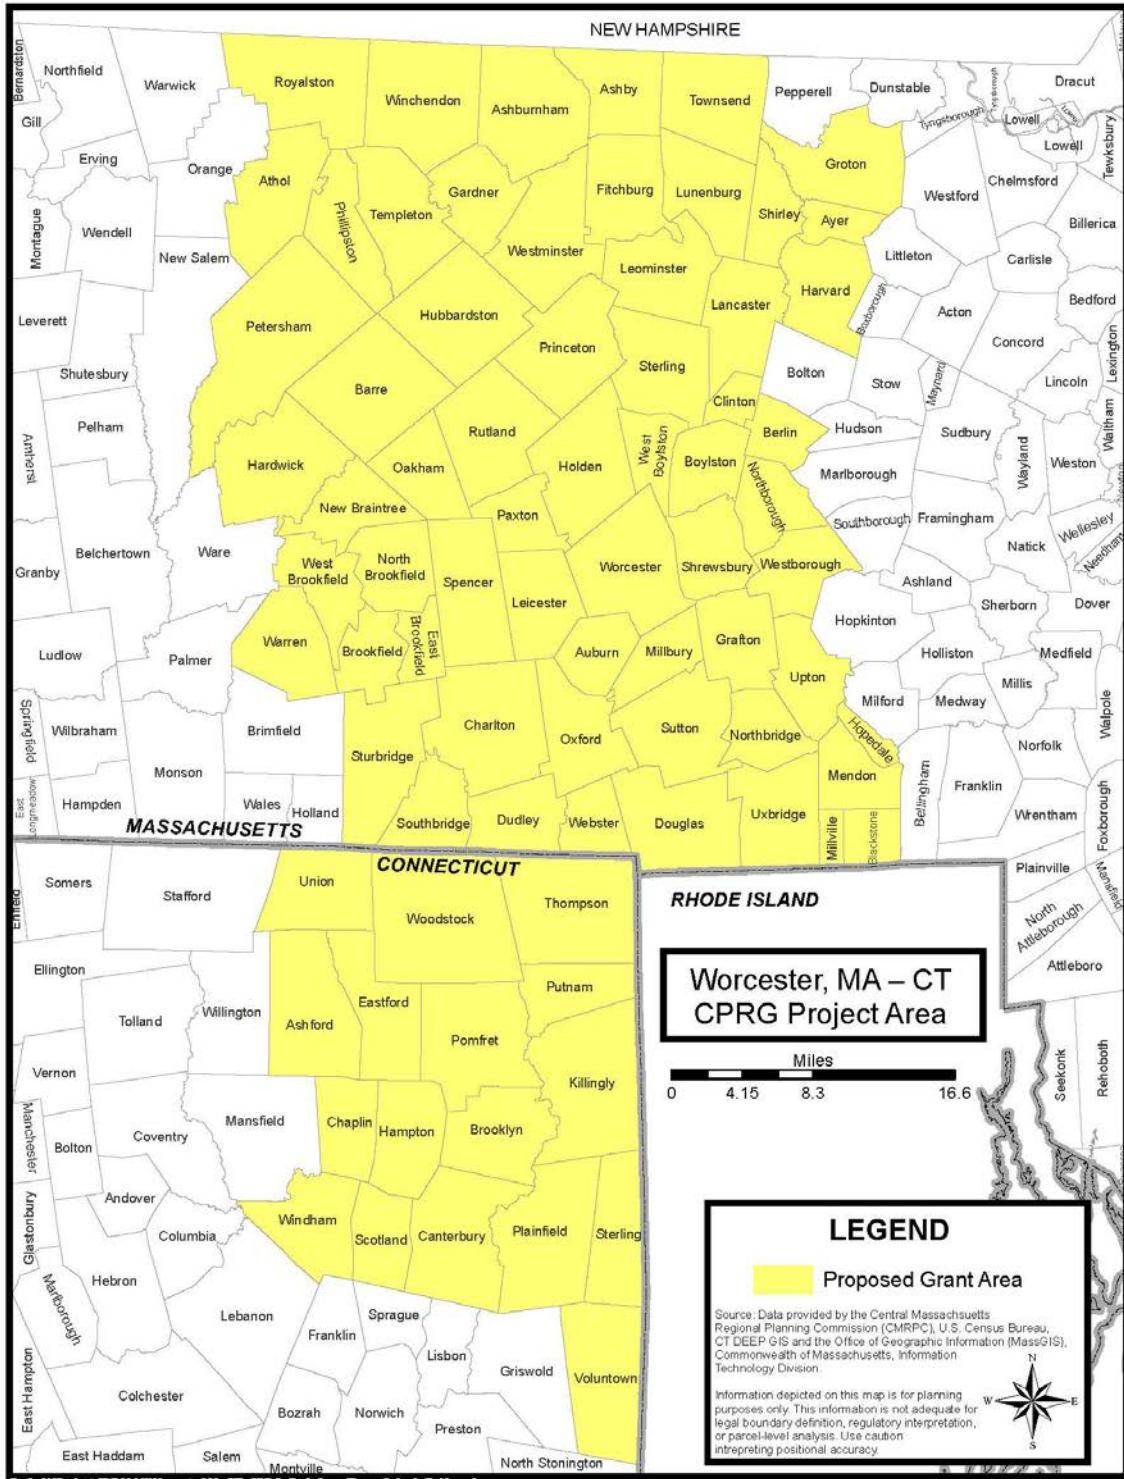 NEW HAMPSHIRE
Bernardston
Northfield
Warwick
Royalston
Winchendon
Ashburnham
Ashby
Townsend
Pepperell
Dunstable
Tyngsborough
Tyngsborough
Dracut
Lowell
Lowell
Tewksbury
Gill
Erving
Orange
Athol
Phillipston
Templeton
Gardner
Westminster
Fitchburg
Lunenburg
Shirley
Groton
Ayer
Westford
Chelmsford
Billerica
Montague
Wendell
New Salem
Leominster
Lancaster
Harvard
Littleton
Carlisle
Boxborough
Acton
Bedford
Leverett
Petersham
Hubbardston
Princeton
Concord
Lexington
Shutesbury
Barre
Sterling
Clinton
Bolton
Stow
Maynard
Lincoln
Waltham
Amherst
Pelham
Hardwick
Oakham
Rutland
Holden
West
Boylston
Boylston
Berlin
Northborough
Hudson
Marlborough
Sudbury
Wayland
Weston
New Braintree
Paxton
Southborough
Framingham
Natick
Wellesley
Needham
Granby
Belchertown
Ware
West
Brookfield
North
Brookfield
Spencer
Leicester
Worcester
Shrewsbury
Westborough
Ashland
Sherborn
Dover
Hopkinton
Ludlow
Palmer
Warren
Brookfield
East
Brookfield
Auburn
Millbury
Grafton
Upton
Holliston
Medfield
Millis
Medway
Milford
Walpole
Springfield
Wilbraham
Monson
Brimfield
Sturbridge
Charlton
Oxford
Sutton
Northbridge
Hopedale
Mendon
Norfolk
Bellingham
Franklin
Wrentham
Foxborough
East
Longmeadow
Hampden
Wales
Holland
Southbridge
Dudley
Webster
Douglas
Uxbridge
Millville
Blackstone
MASSACHUSETTS
CONNECTICUT
RHODE ISLAND
Plainville
Mansfield
North
Attleborough
Attleboro
Enfield
Somers
Stafford
Union
Woodstock
Thompson
Ellington
Tolland
Willington
Ashford
Eastford
Pomfret
Putnam
Killingly
Worcester, MA – CT
CPRG Project Area
Miles
0 4.15 8.3 16.6
Seekonk
Rehoboth
Vernon
Manchester
Bolton
Coventry
Mansfield
Chaplin
Hampton
Brooklyn
Andover
Columbia
Glastonbury
Hebron
Windham
Scotland
Canterbury
Plainfield
Sterling
Marlborough
Lebanon
Franklin
Sprague
Lisbon
Griswold
Voluntown
East Hampton
Colchester
Bozrah
Norwich
Preston
East Haddam
Salem
Montville
North Stonington
LEGEND
Proposed Grant Area
Source: Data provided by the Central Massachsuetts
Regional Planning Commission (CMRPC), U.S. Census Bureau,
CT DEEP GIS and the Office of Geographic Information (MassGIS),
Commonwealth of Massachusetts, Information
Technology Division.
Information depicted on this map is for planning
purposes only. This information is not adequate for
legal boundary definition, regulatory interpretation,
or parcel-level analysis. Use caution
intrepreting positional accuracy.
N
W E
S